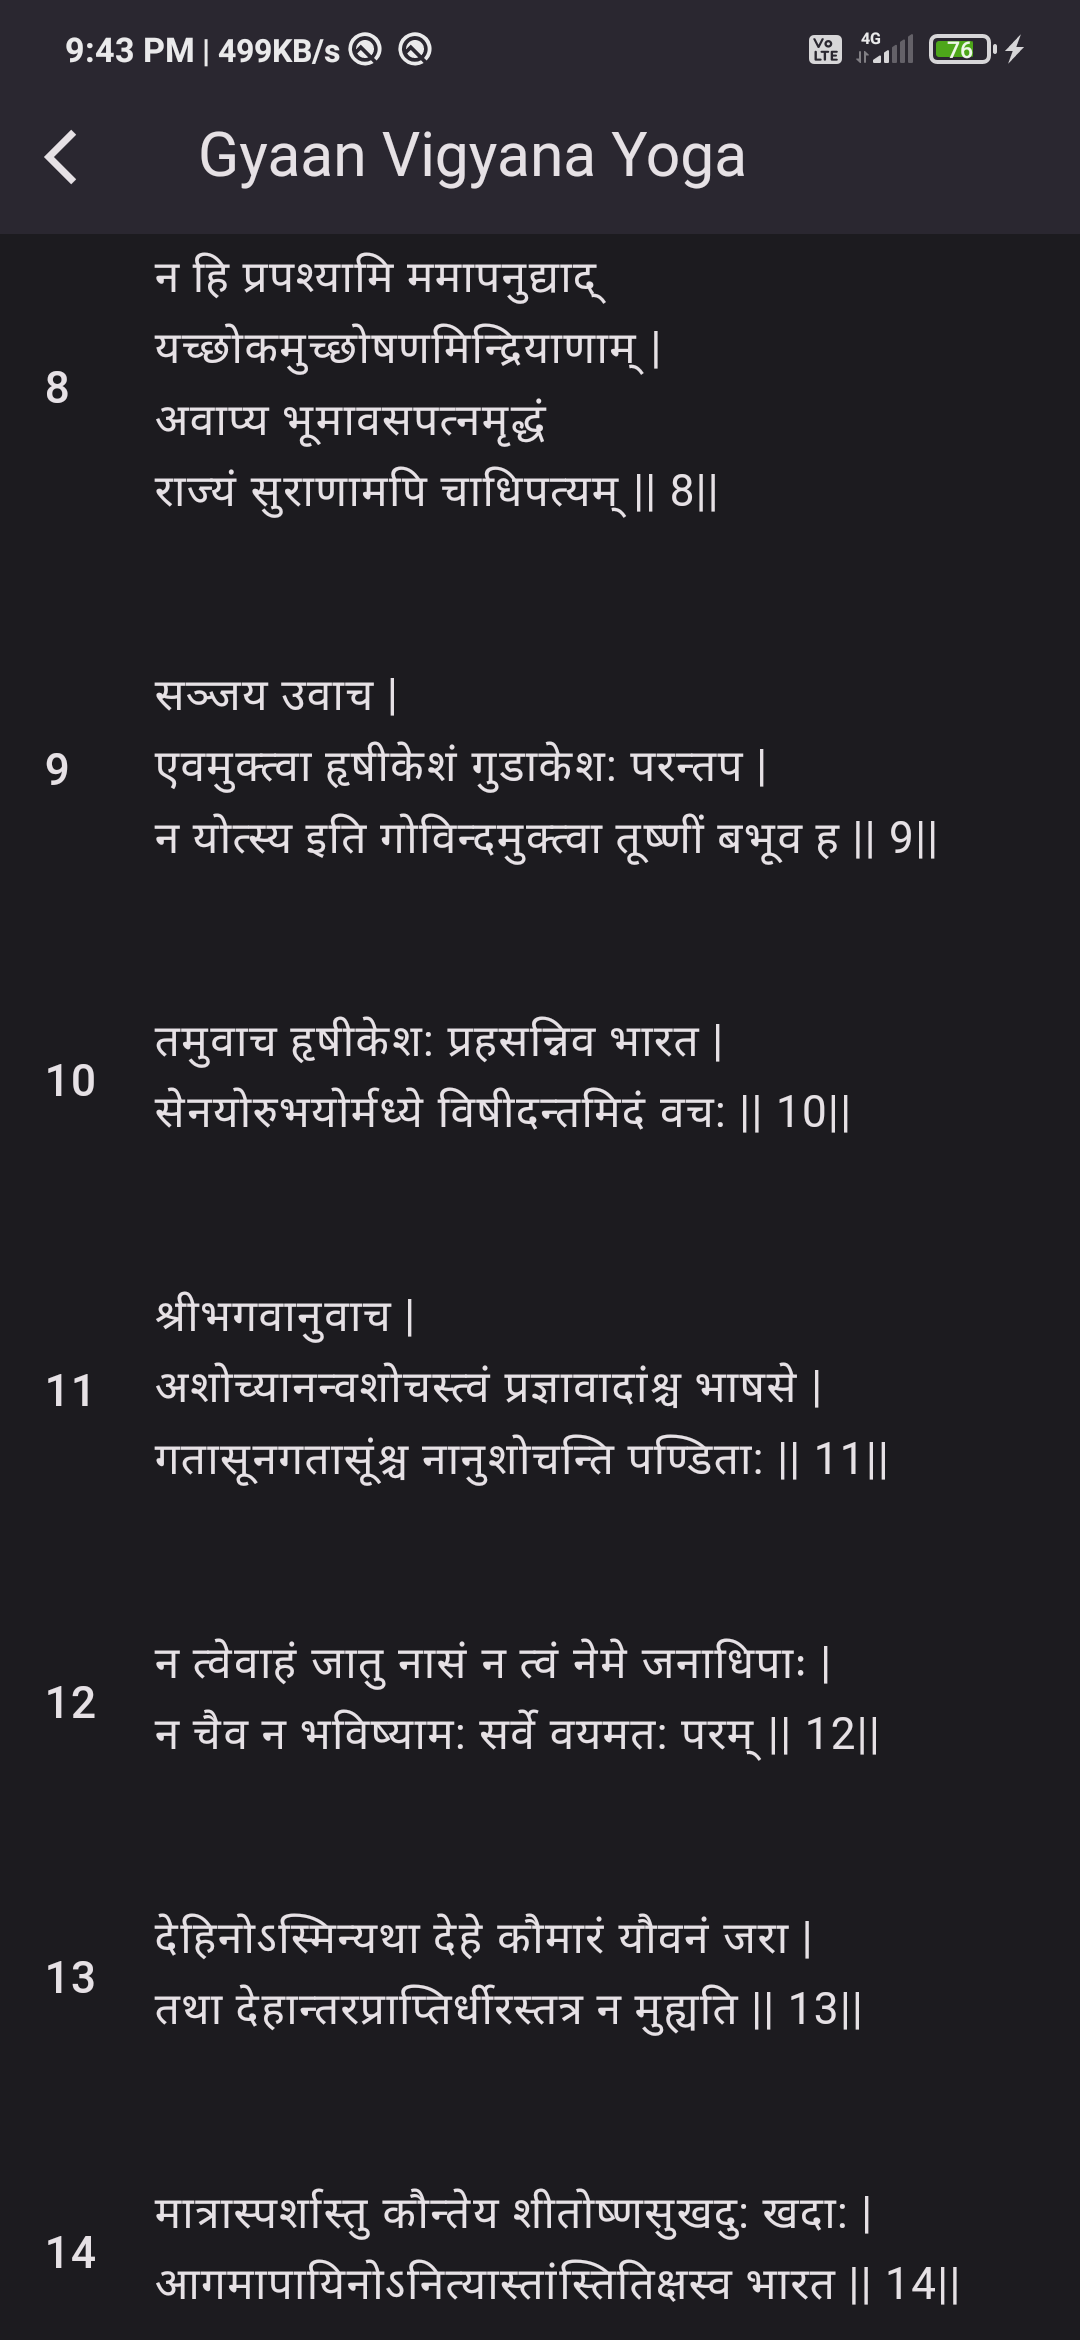 9:43 PM | 499KB/s
Vo LTE 4G 76
Gyaan Vigyana Yoga
8
न हि प्रपश्यामि ममापनुद्याद्
यच्छोकमुच्छोषणमिन्द्रियाणाम् |
अवाप्य भूमावसपत्नमृद्धं
राज्यं सुराणामपि चाधिपत्यम् || 8||
9
सञ्जय उवाच |
एवमुक्त्वा हृषीकेशं गुडाकेश: परन्तप |
न योत्स्य इति गोविन्दमुक्त्वा तूष्णीं बभूव ह || 9||
10
तमुवाच हृषीकेश: प्रहसन्निव भारत |
सेनयोरुभयोर्मध्ये विषीदन्तमिदं वच: || 10||
11
श्रीभगवानुवाच |
अशोच्यानन्वशोचस्त्वं प्रज्ञावादांश्च भाषसे |
गतासूनगतासूंश्च नानुशोचन्ति पण्डिता: || 11||
12
न त्वेवाहं जातु नासं न त्वं नेमे जनाधिपाः |
न चैव न भविष्याम: सर्वे वयमत: परम् || 12||
13
देहिनोऽस्मिन्यथा देहे कौमारं यौवनं जरा |
तथा देहान्तरप्राप्तिर्धीरस्तत्र न मुह्यति || 13||
14
मात्रास्पर्शास्तु कौन्तेय शीतोष्णसुखदु: खदा: |
आगमापायिनोऽनित्यास्तांस्तितिक्षस्व भारत || 14||